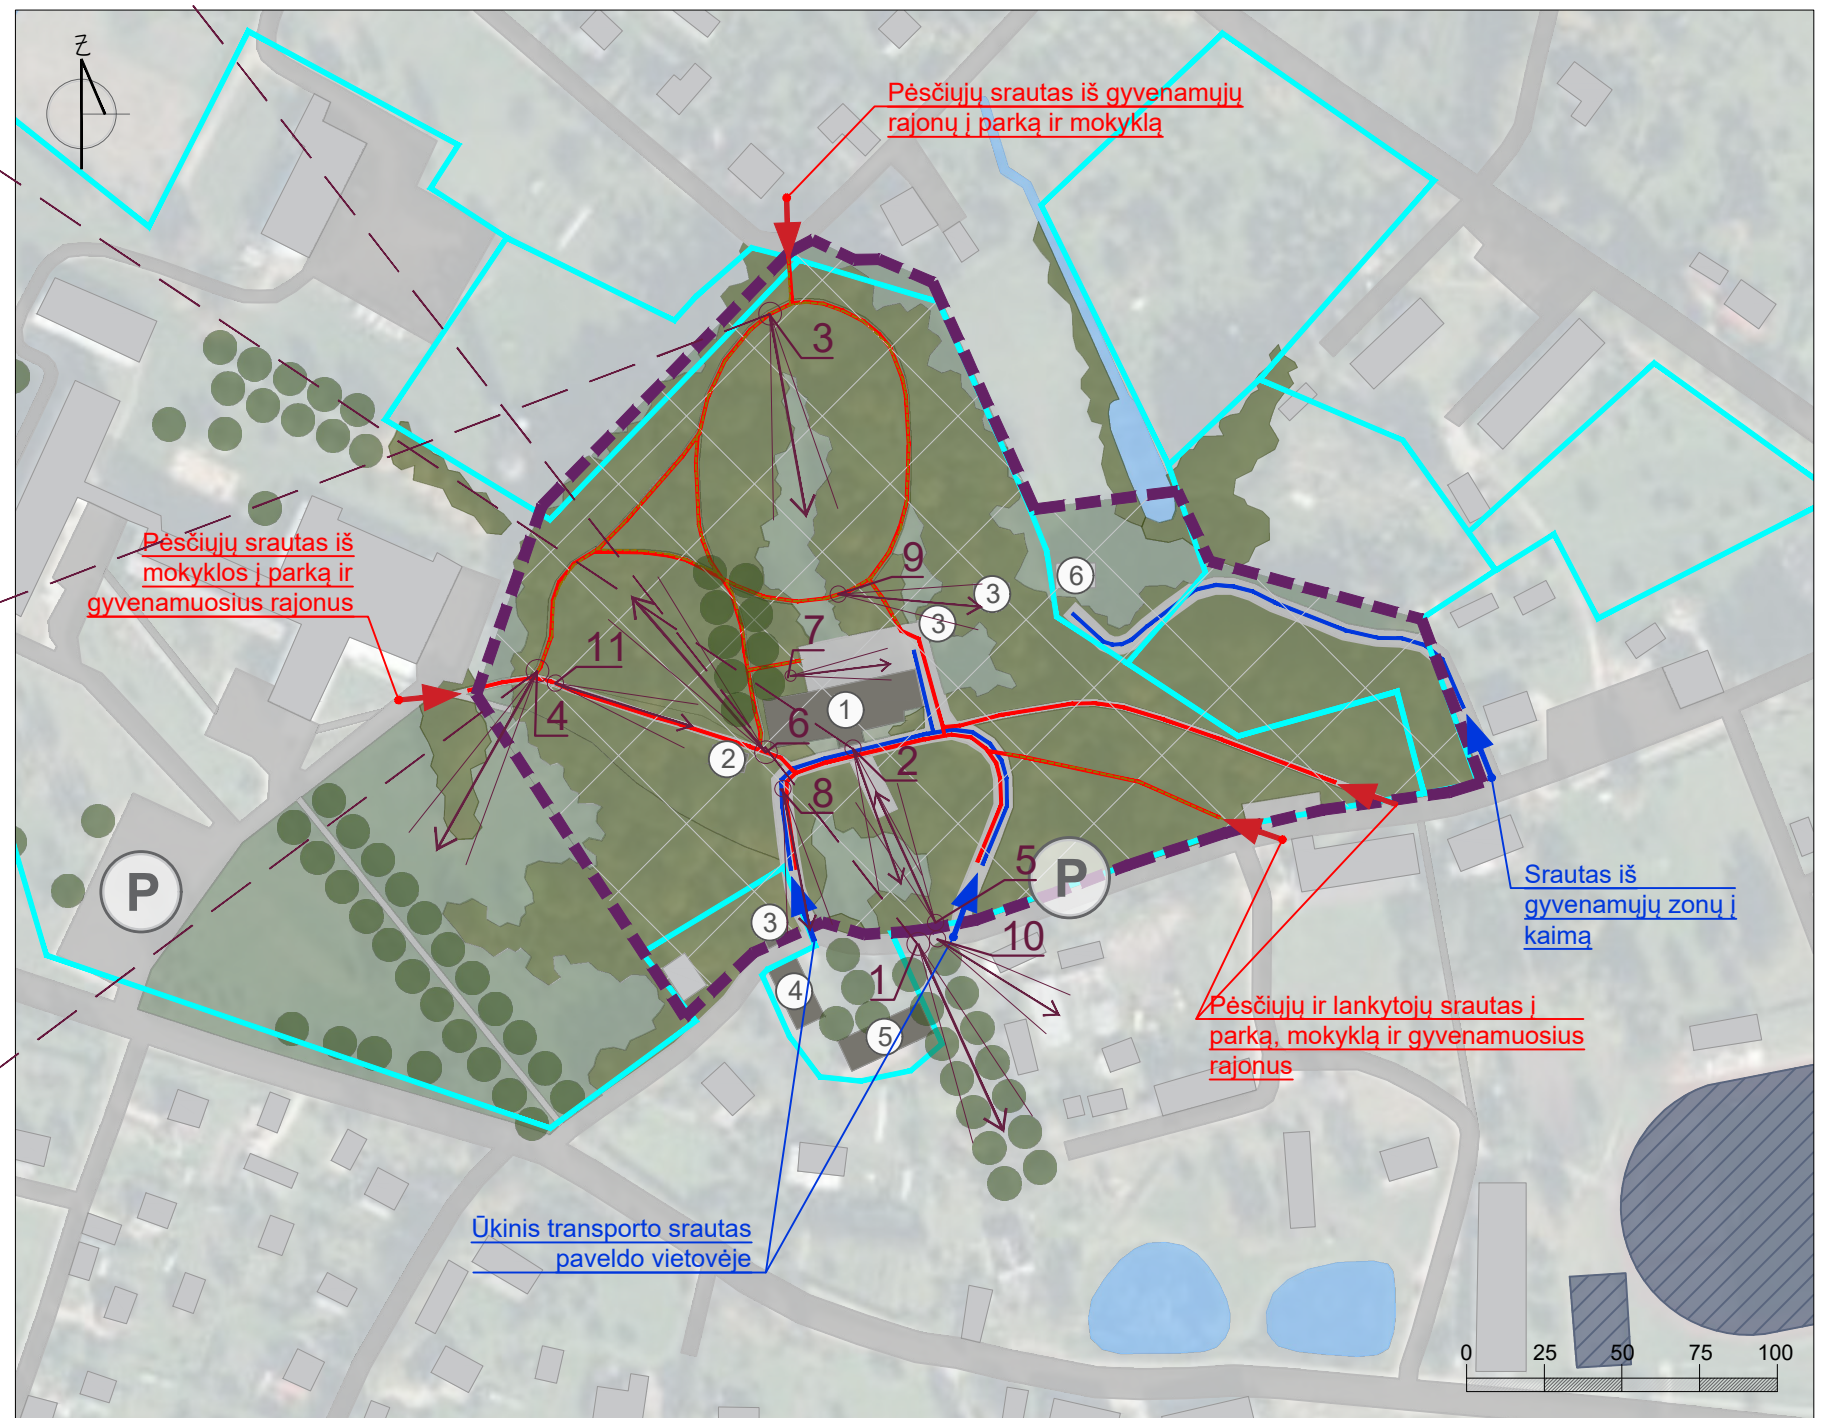 Z
Pėsčiųjų srautas iš gyvenamųjų
rajonų į parką ir mokyklą
3
Pėsčiųjų srautas iš
mokyklos į parką ir
gyvenamuosius rajonus
9
6
3
3
7
11
4
1
6
2
2
8
5
P
P
3
10
1
4
5
Srautas iš
gyvenamųjų zonų į
kaimą
Pėsčiųjų ir lankytojų srautas į
parką, mokyklą ir gyvenamuosius
rajonus
Ūkinis transporto srautas
paveldo vietovėje
0 25 50 75 100